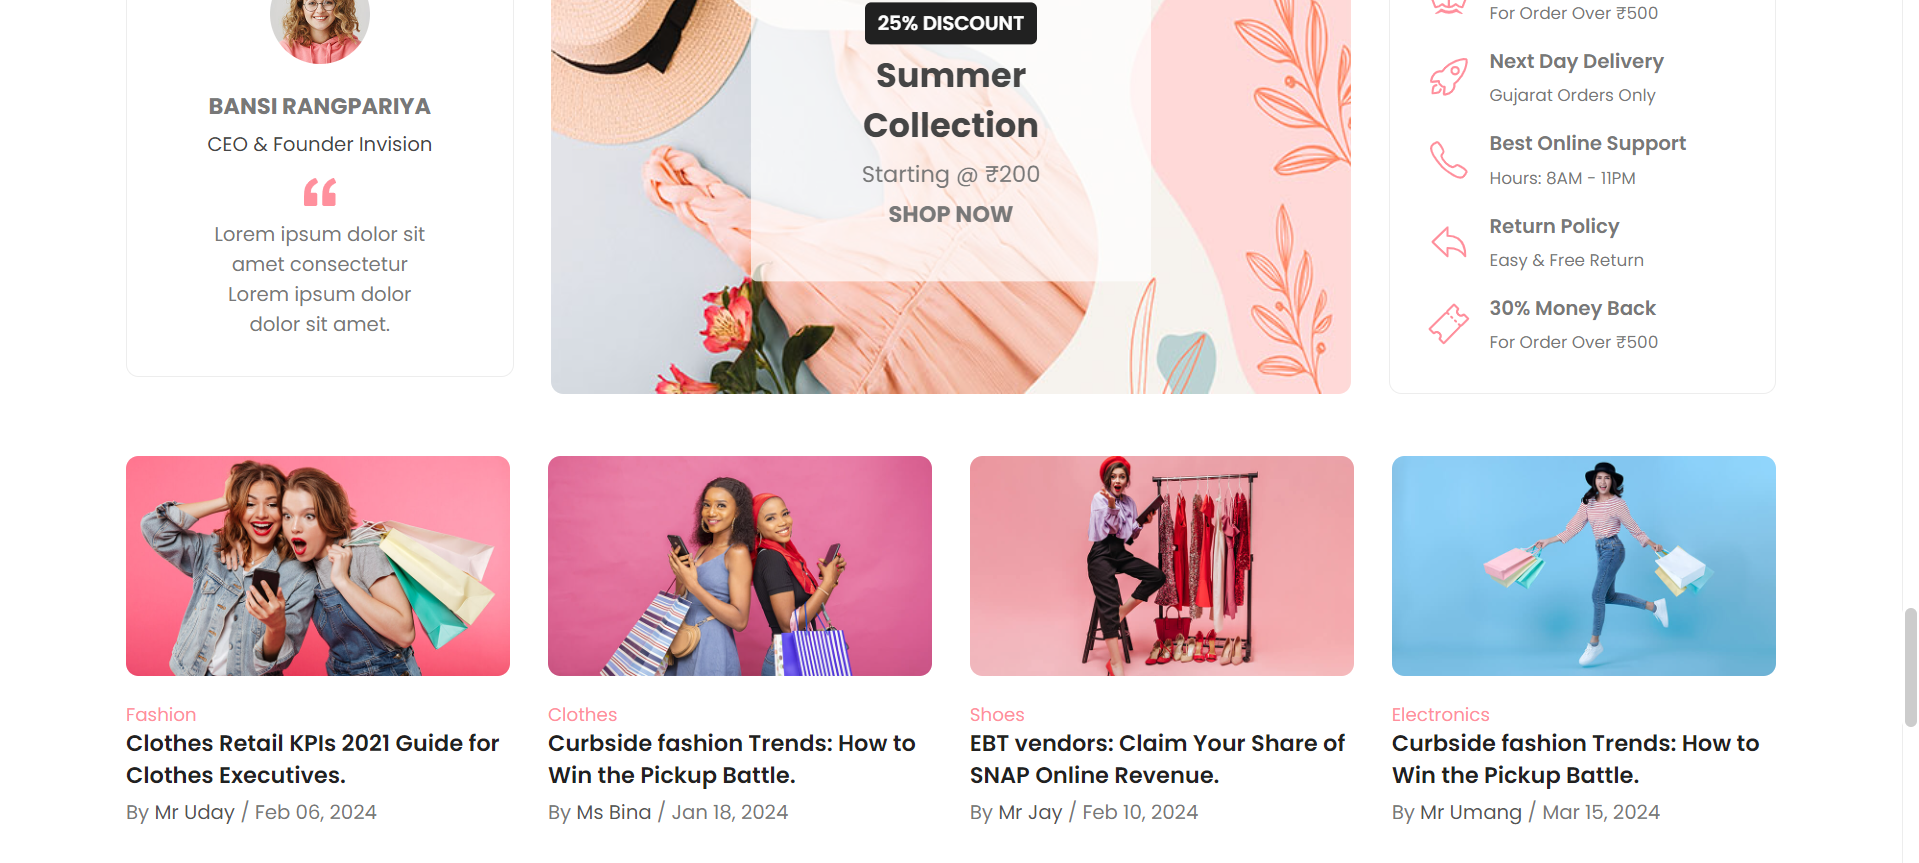 BANSI RANGPARIYA
CEO & Founder Invision
Lorem ipsum dolor sit
amet consectetur
Lorem ipsum dolor
dolor sit amet.
25% DISCOUNT
Summer
Collection
Starting @ ₹200
SHOP NOW
For Order Over ₹500
Next Day Delivery
Gujarat Orders Only
Best Online Support
Hours: 8AM - 11PM
Return Policy
Easy & Free Return
30% Money Back
For Order Over ₹500
Fashion
Clothes Retail KPIs 2021 Guide for
Clothes Executives.
By Mr Uday / Feb 06, 2024
Clothes
Curbside fashion Trends: How to
Win the Pickup Battle.
By Ms Bina / Jan 18, 2024
Shoes
EBT vendors: Claim Your Share of
SNAP Online Revenue.
By Mr Jay / Feb 10, 2024
Electronics
Curbside fashion Trends: How to
Win the Pickup Battle.
By Mr Umang / Mar 15, 2024